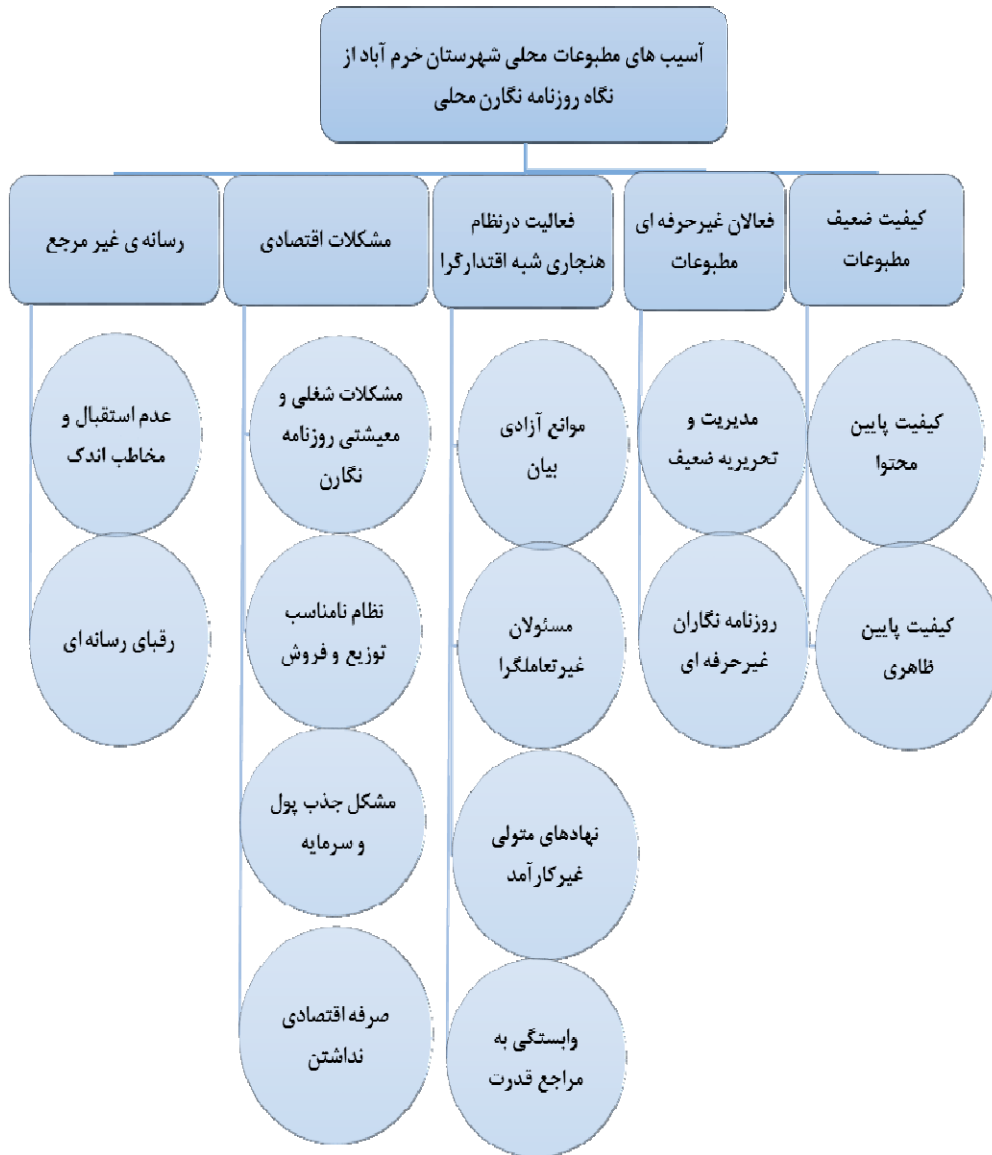 آسیب های مطبوعات محلی شهرستان خرم آباد از
نگاه روزنامه نگارن محلی
کیفیت ضعیف
مطبوعات
کیفیت پایین
محتوا
کیفیت پایین
ظاهری
فعالان غیرحرفه ای
مطبوعات
مدیریت و
تحریریه ضعیف
روزنامه نگاران
غیرحرفه ای
فعالیت درنظام
هنجاری شبه اقتدارگرا
موانع آزادی
بیان
مسئولان
غیرتعاملگرا
نهادهای متولی
غیرکارآمد
وابستگی به
مراجع قدرت
مشکلات اقتصادی
مشکلات شغلی و
معیشتی روزنامه
نگارن
نظام نامناسب
توزیع و فروش
مشکل جذب پول
و سرمایه
صرفه اقتصادی
نداشتن
رسانه ی غیر مرجع
عدم استقبال و
مخاطب اندک
رقبای رسانه ای